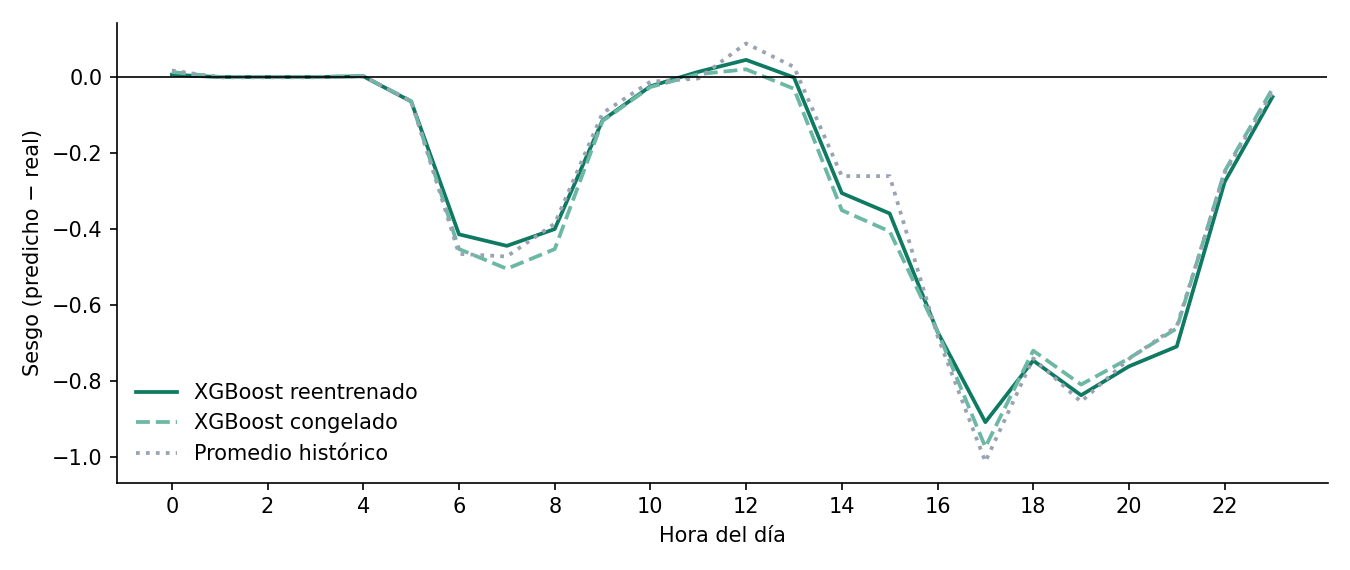 0.0
−0.2
−0.4
−0.6
−0.8
−1.0
Sesgo (predicho − real)
XGBoost reentrenado
XGBoost congelado
Promedio histórico
0 2 4 6 8 10 12 14 16 18 20 22
Hora del día